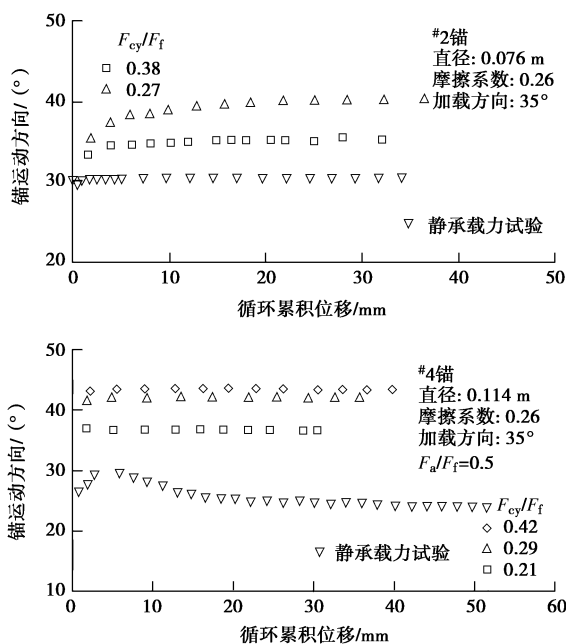 50
40
30
20
锚运动方向/(°)
F_cy/F_f
□ 0.38
△ 0.27
#2锚
直径: 0.076 m
摩擦系数: 0.26
加载方向: 35°
▽ 静承载力试验
0 10 20 30 40 50
循环累积位移/mm
50
40
30
20
10
锚运动方向/(°)
#4锚
直径: 0.114 m
摩擦系数: 0.26
加载方向: 35°
F_a/F_f=0.5
F_cy/F_f
◇ 0.42
▽ 静承载力试验 △ 0.29
□ 0.21
0 10 20 30 40 50 60
循环累积位移/mm